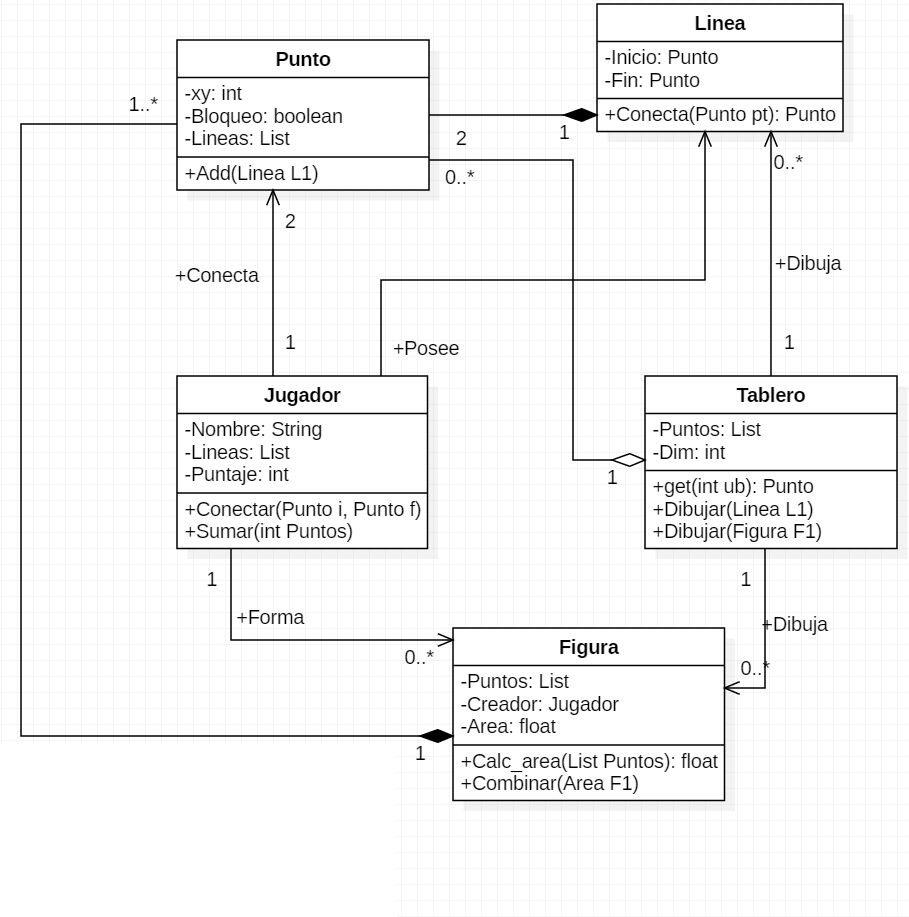 Linea
-Inicio: Punto
-Fin: Punto
+Conecta(Punto pt): Punto
Punto
-xy: int
-Bloqueo: boolean
-Lineas: List
+Add(Linea L1)
1..*
2
1
0..*
0..*
2
+Conecta
1
+Posee
+Dibuja
1
Jugador
-Nombre: String
-Lineas: List
-Puntaje: int
+Conectar(Punto i, Punto f)
+Sumar(int Puntos)
Tablero
-Puntos: List
-Dim: int
+get(int ub): Punto
+Dibujar(Linea L1)
+Dibujar(Figura F1)
1
1
+Forma
0..*
1
+Dibuja
0..*
Figura
-Puntos: List
-Creador: Jugador
-Area: float
+Calc_area(List Puntos): float
+Combinar(Area F1)
1